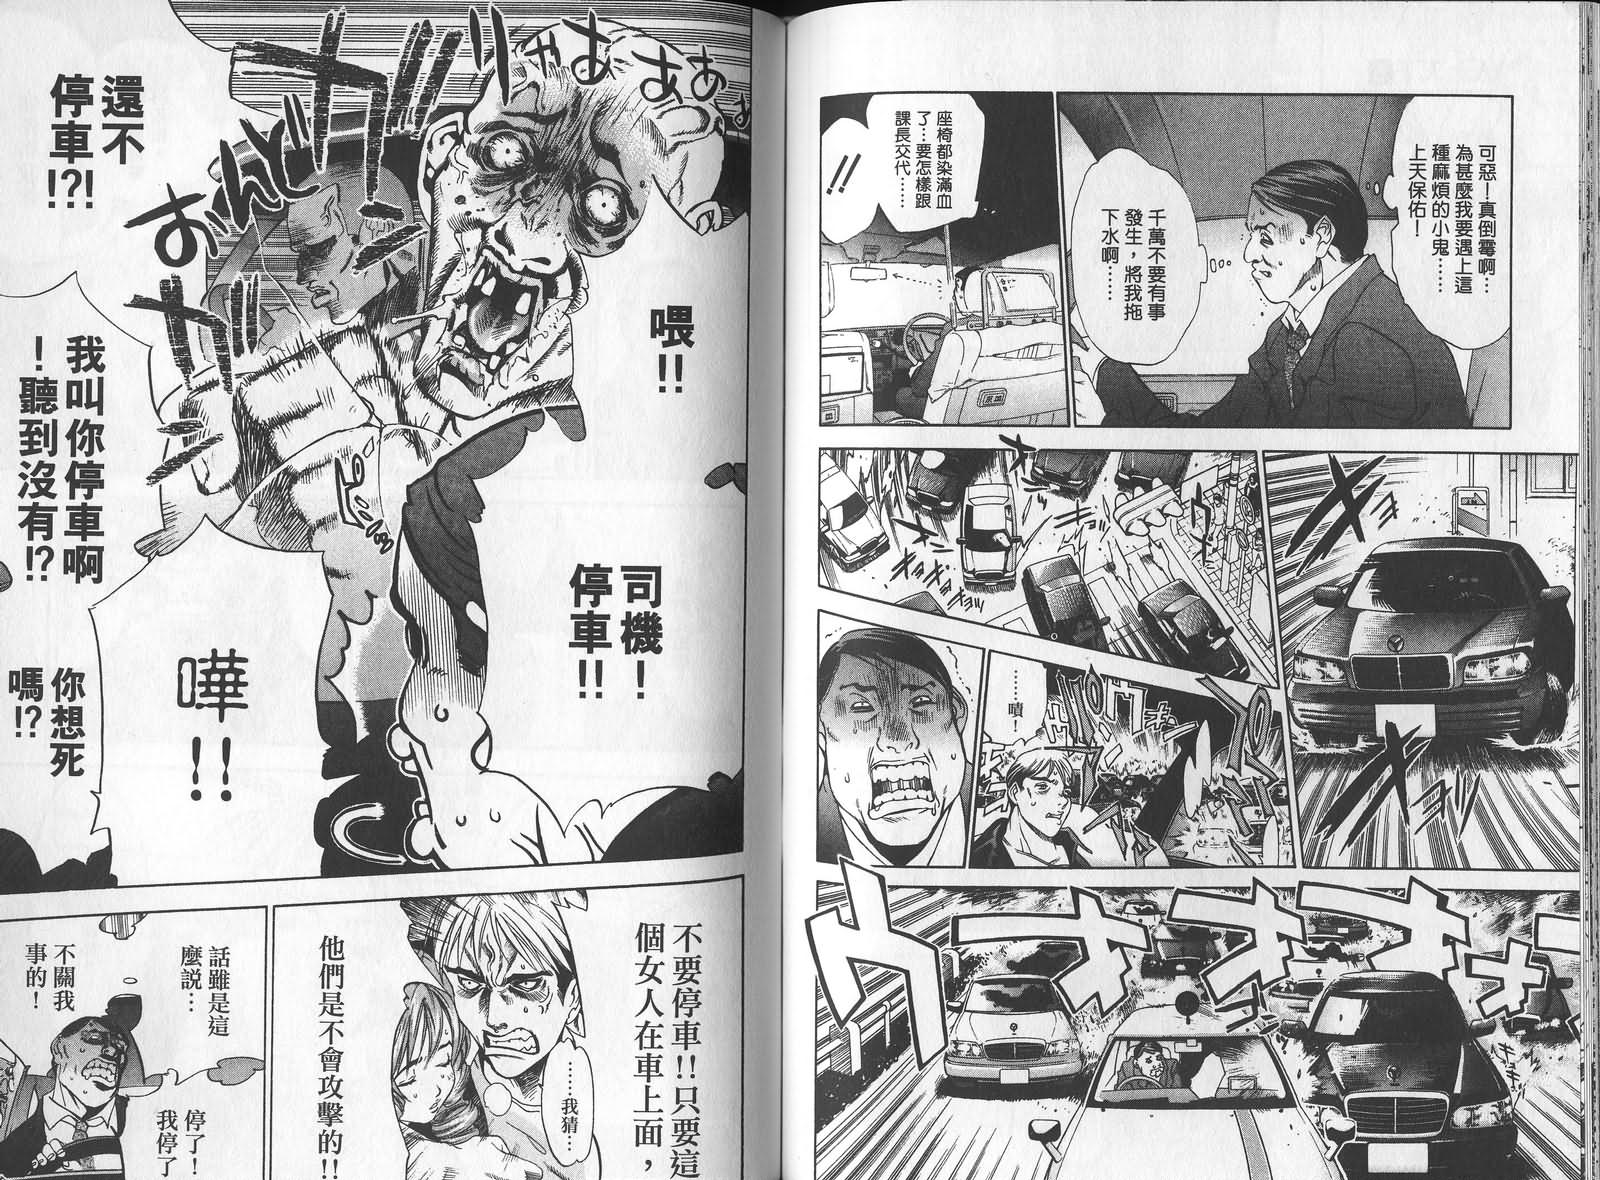 可惡！真倒霉啊…
為甚麼我要遇上這
種麻煩的小鬼……
上天保佑！
千萬不要有事
發生，將我拖
下水啊……
座椅都染滿血
了…要怎樣跟
課長交代……
!!
………嘖！
喂!!
司機！
停車!!
還不
停車!?!
我叫你停車啊
！聽到沒有!?
你想死
嗎!?
嘩!!
不要停車!!只要這
個女人在車上面，
他們是不會攻擊的!!
……我猜…
話雖是這
麼說…
不關我
事的！
停了！
我停了